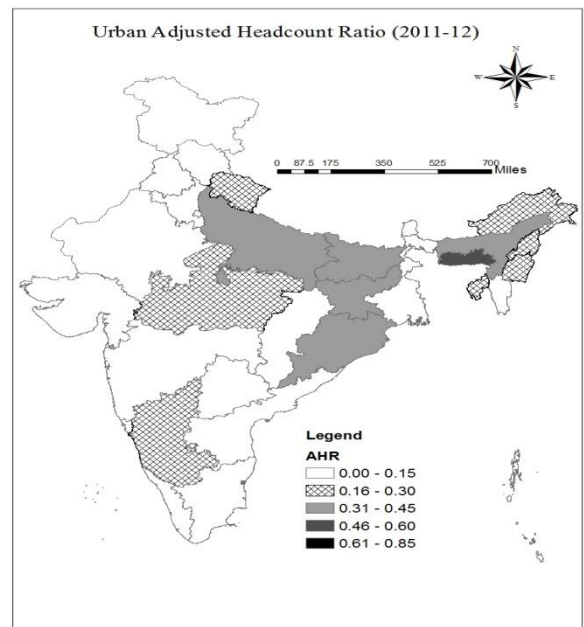 Urban Adjusted Headcount Ratio (2011-12)
N
W E
S
0 87.5 175 350 525 700
Miles
Legend
AHR
0.00 - 0.15
0.16 - 0.30
0.31 - 0.45
0.46 - 0.60
0.61 - 0.85